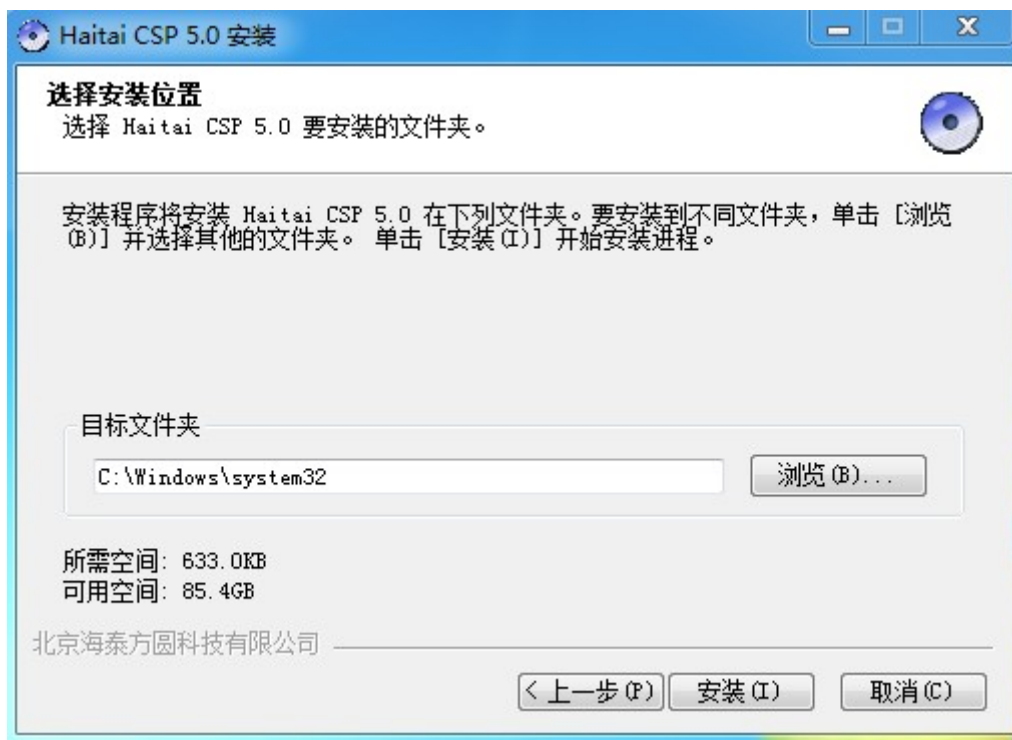 Haitai CSP 5.0 安装
选择安装位置
选择 Haitai CSP 5.0 要安装的文件夹。
安装程序将安装 Haitai CSP 5.0 在下列文件夹。要安装到不同文件夹，单击 [浏览
(B)] 并选择其他的文件夹。 单击 [安装(I)] 开始安装进程。
目标文件夹
C:\Windows\system32
浏览(B)...
所需空间: 633.0KB
可用空间: 85.4GB
北京海泰方圆科技有限公司
< 上一步(P) 安装(I) 取消(C)